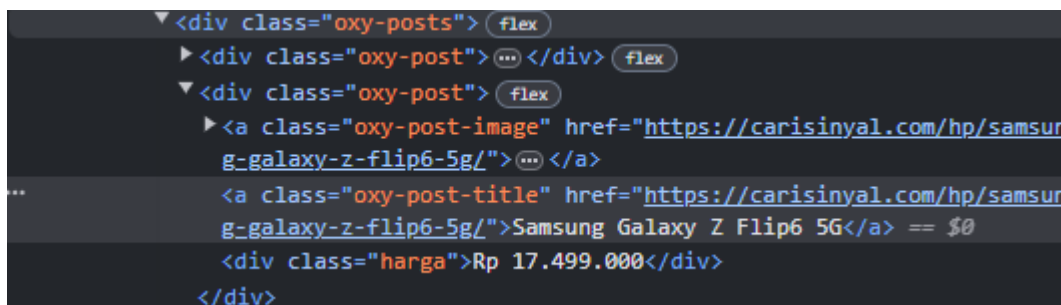 ▼<div class="oxy-posts"> flex
▶<div class="oxy-post"> ⋯ </div> flex
▼<div class="oxy-post"> flex
▶<a class="oxy-post-image" href="https://carisinyal.com/hp/samsun
g-galaxy-z-flip6-5g/"> ⋯ </a>
<a class="oxy-post-title" href="https://carisinyal.com/hp/samsun
g-galaxy-z-flip6-5g/">Samsung Galaxy Z Flip6 5G</a> == $0
<div class="harga">Rp 17.499.000</div>
</div>